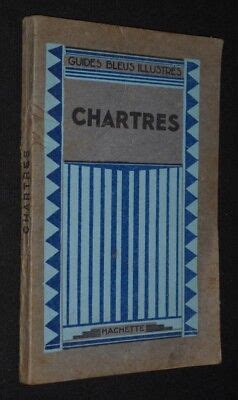 GUIDES BLEUS ILLUSTRÉS
CHARTRES
HACHETTE
CHARTRES